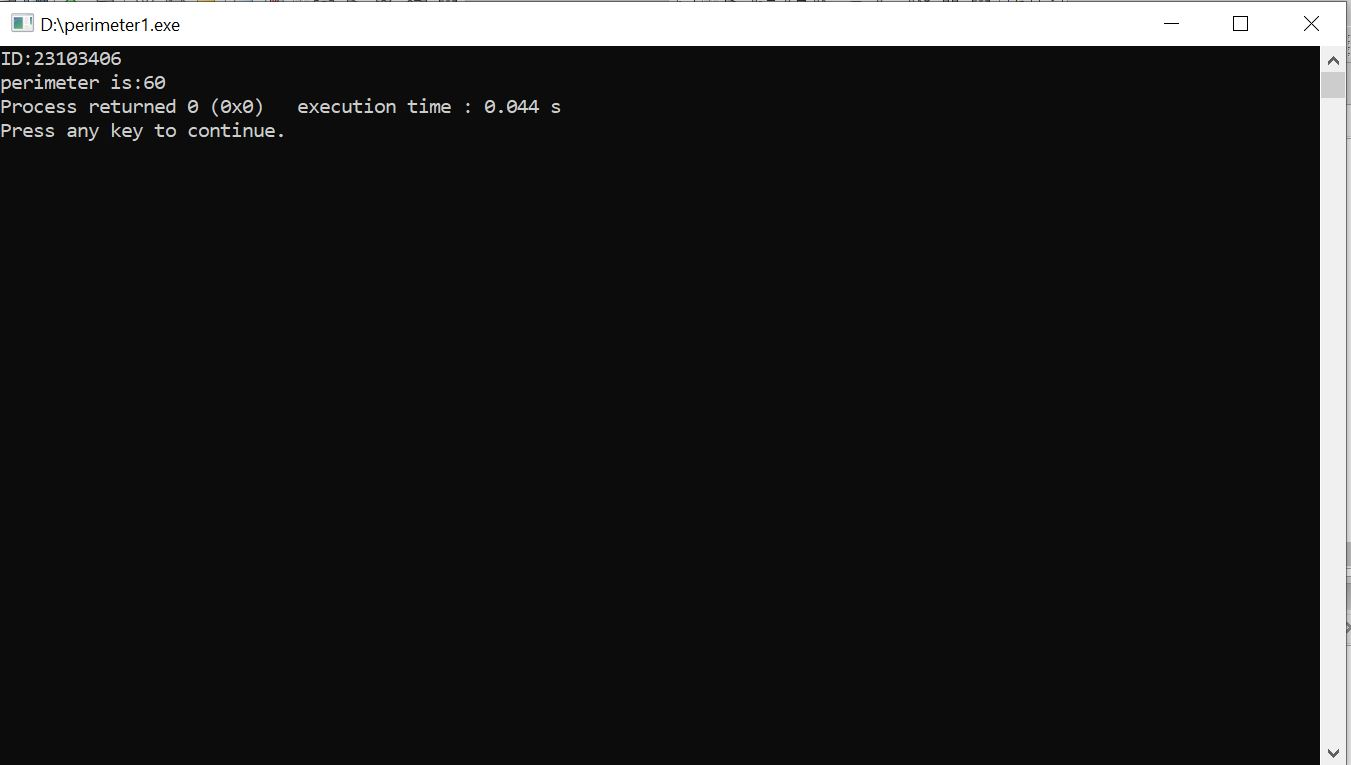 D:\perimeter1.exe
ID:23103406
perimeter is:60
Process returned 0 (0x0)   execution time : 0.044 s
Press any key to continue.